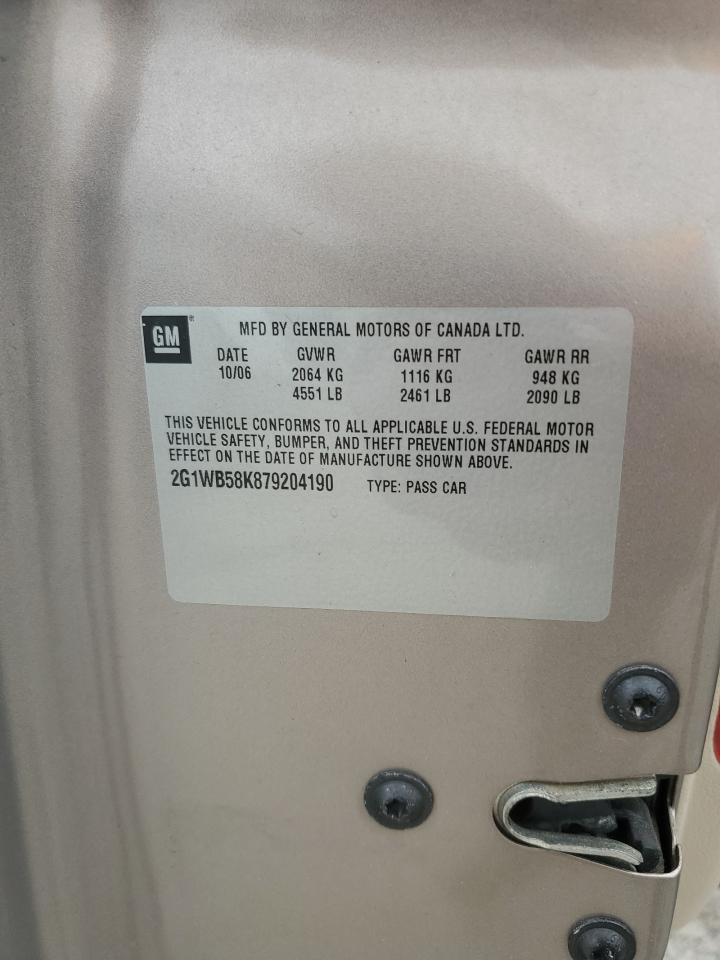 GM®
MFD BY GENERAL MOTORS OF CANADA LTD.
DATE GVWR GAWR FRT GAWR RR
10/06 2064 KG 1116 KG 948 KG
4551 LB 2461 LB 2090 LB
THIS VEHICLE CONFORMS TO ALL APPLICABLE U.S. FEDERAL MOTOR
VEHICLE SAFETY, BUMPER, AND THEFT PREVENTION STANDARDS IN
EFFECT ON THE DATE OF MANUFACTURE SHOWN ABOVE.
2G1WB58K879204190 TYPE: PASS CAR